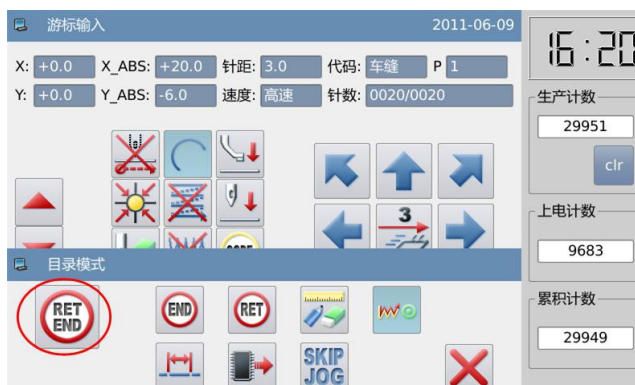 游标输入 2011-06-09
16:20
X: +0.0 X_ABS: +20.0 针距: 3.0 代码: 车缝 P 1
Y: +0.0 Y_ABS: -6.0 速度: 高速 针数: 0020/0020
生产计数
29951
clr
3
上电计数
9683
目录模式
RET
END
END
RET
累积计数
29949
SKIP
JOG